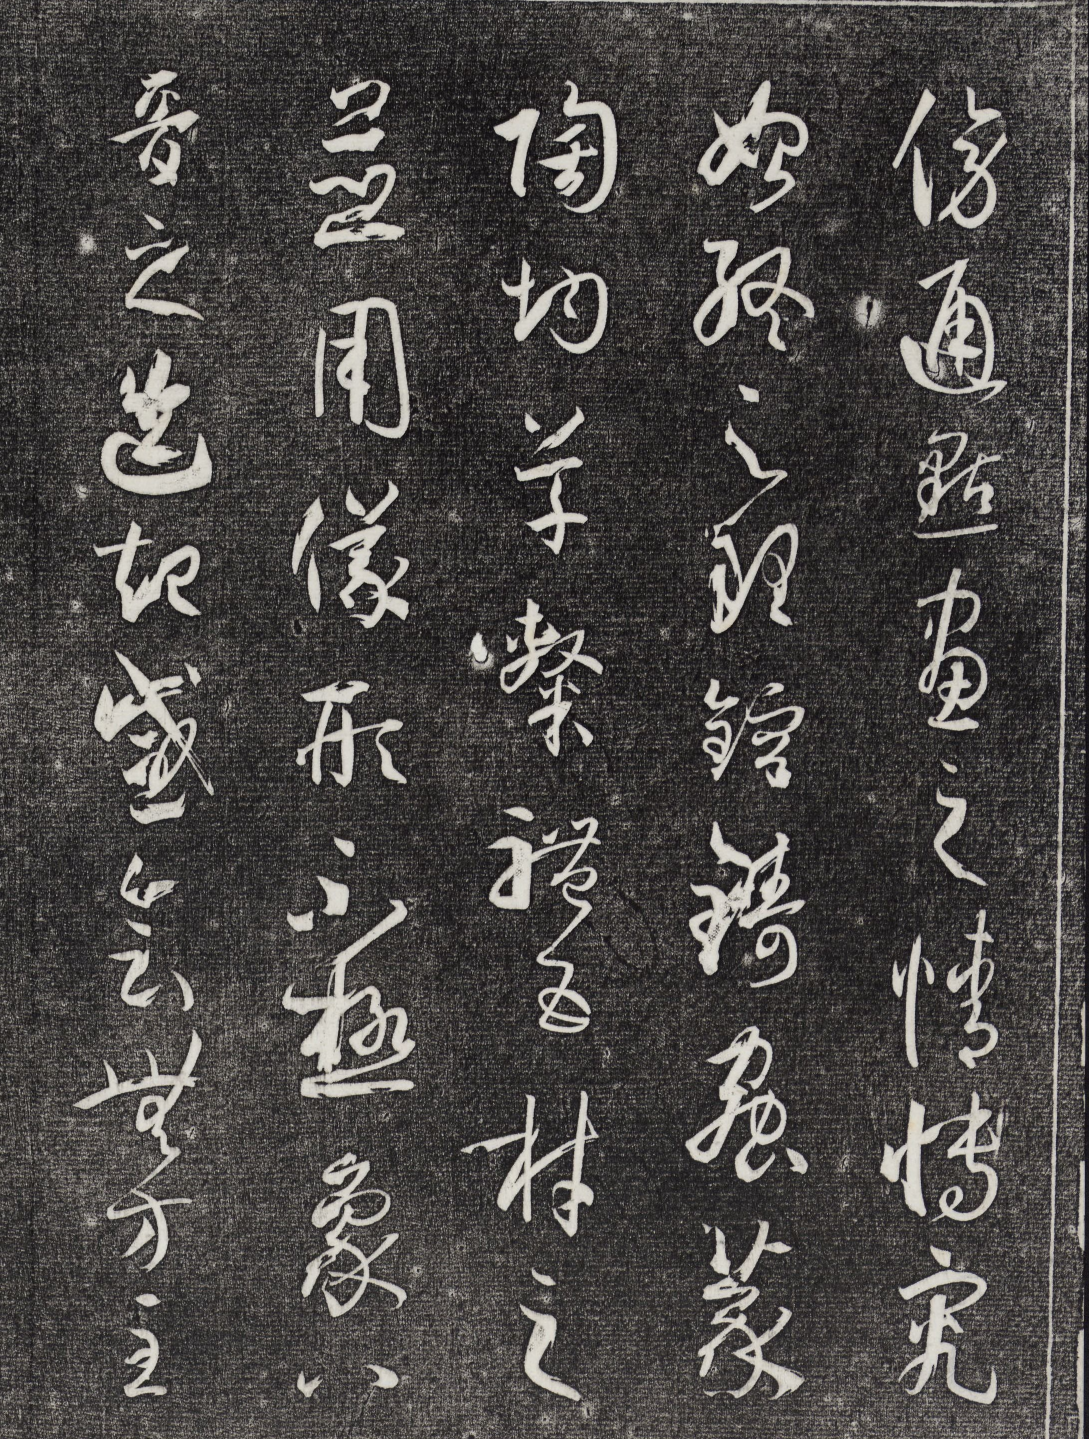 傍通點畫之情博究
始終之理鎔鑄蟲篆
陶均草隸體五材之
並用儀形不極象八
音之迭起感會無方至